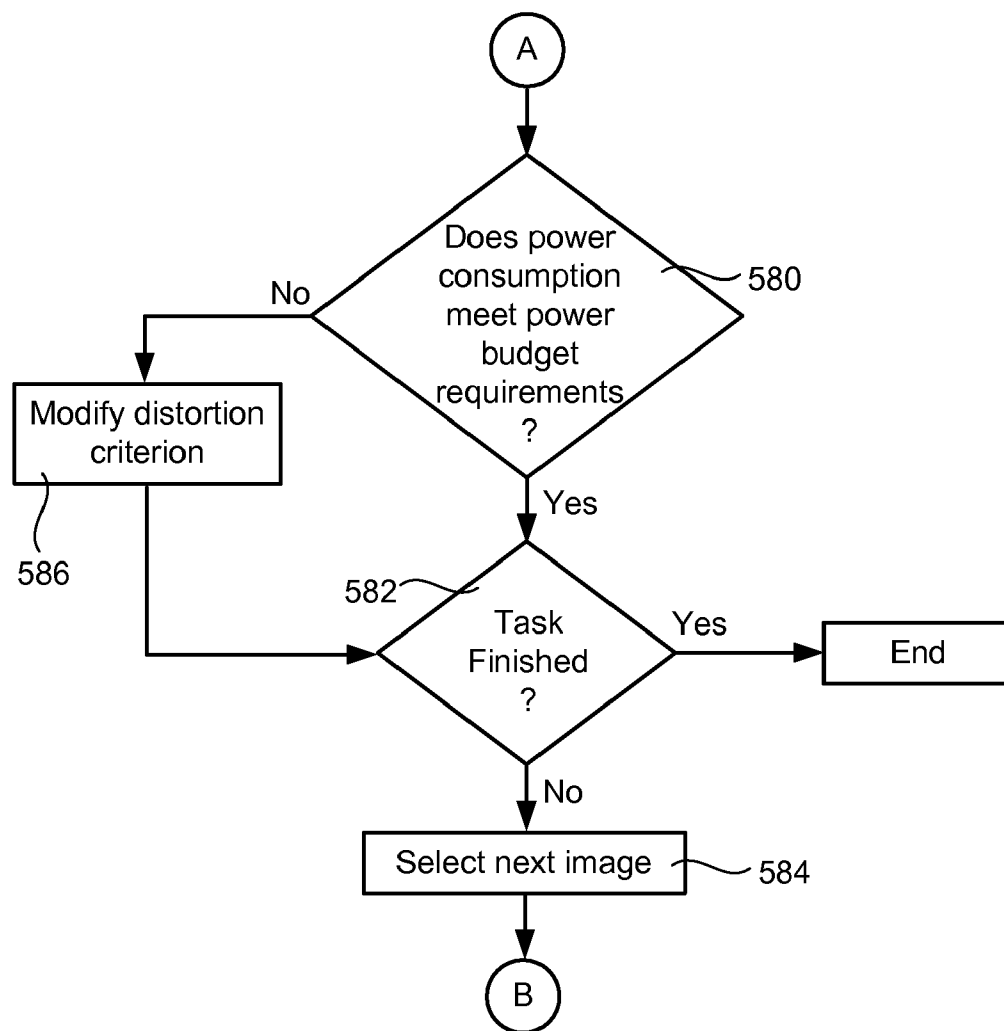 A
Does power
consumption
meet power
budget
requirements
?
580
No
Modify distortion
criterion
586
Yes
582
Task
Finished
?
Yes
End
No
Select next image
584
B